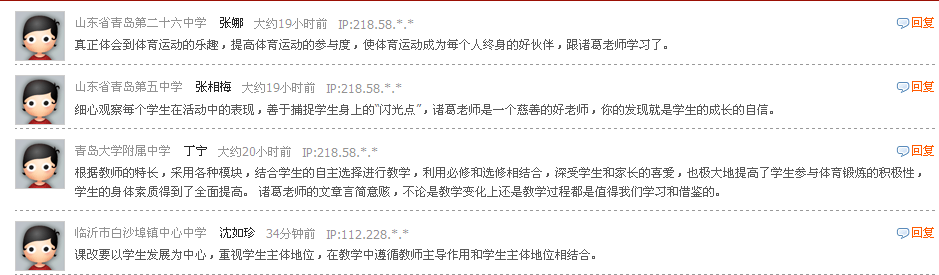 山东省青岛第二十六中学 张娜 大约19小时前 IP:218.58.*.* 回复
真正体会到体育运动的乐趣，提高体育运动的参与度，使体育运动成为每个人终身的好伙伴，跟诸葛老师学习了。
山东省青岛第五中学 张相梅 大约19小时前 IP:218.58.*.* 回复
细心观察每个学生在活动中的表现，善于捕捉学生身上的“闪光点”，诸葛老师是一个慈善的好老师，你的发现就是学生的成长的自信。
青岛大学附属中学 丁宁 大约20小时前 IP:218.58.*.* 回复
根据教师的特长，采用各种模块，结合学生的自主选择进行教学，利用必修和选修相结合，深受学生和家长的喜爱，也极大地提高了学生参与体育锻炼的积极性，
学生的身体素质得到了全面提高。 诸葛老师的文章言简意赅，不论是教学变化上还是教学过程都是值得我们学习和借鉴的。
临沂市白沙埠镇中心中学 沈如珍 34分钟前 IP:112.228.*.* 回复
课改要以学生发展为中心，重视学生主体地位，在教学中遵循教师主导作用和学生主体地位相结合。